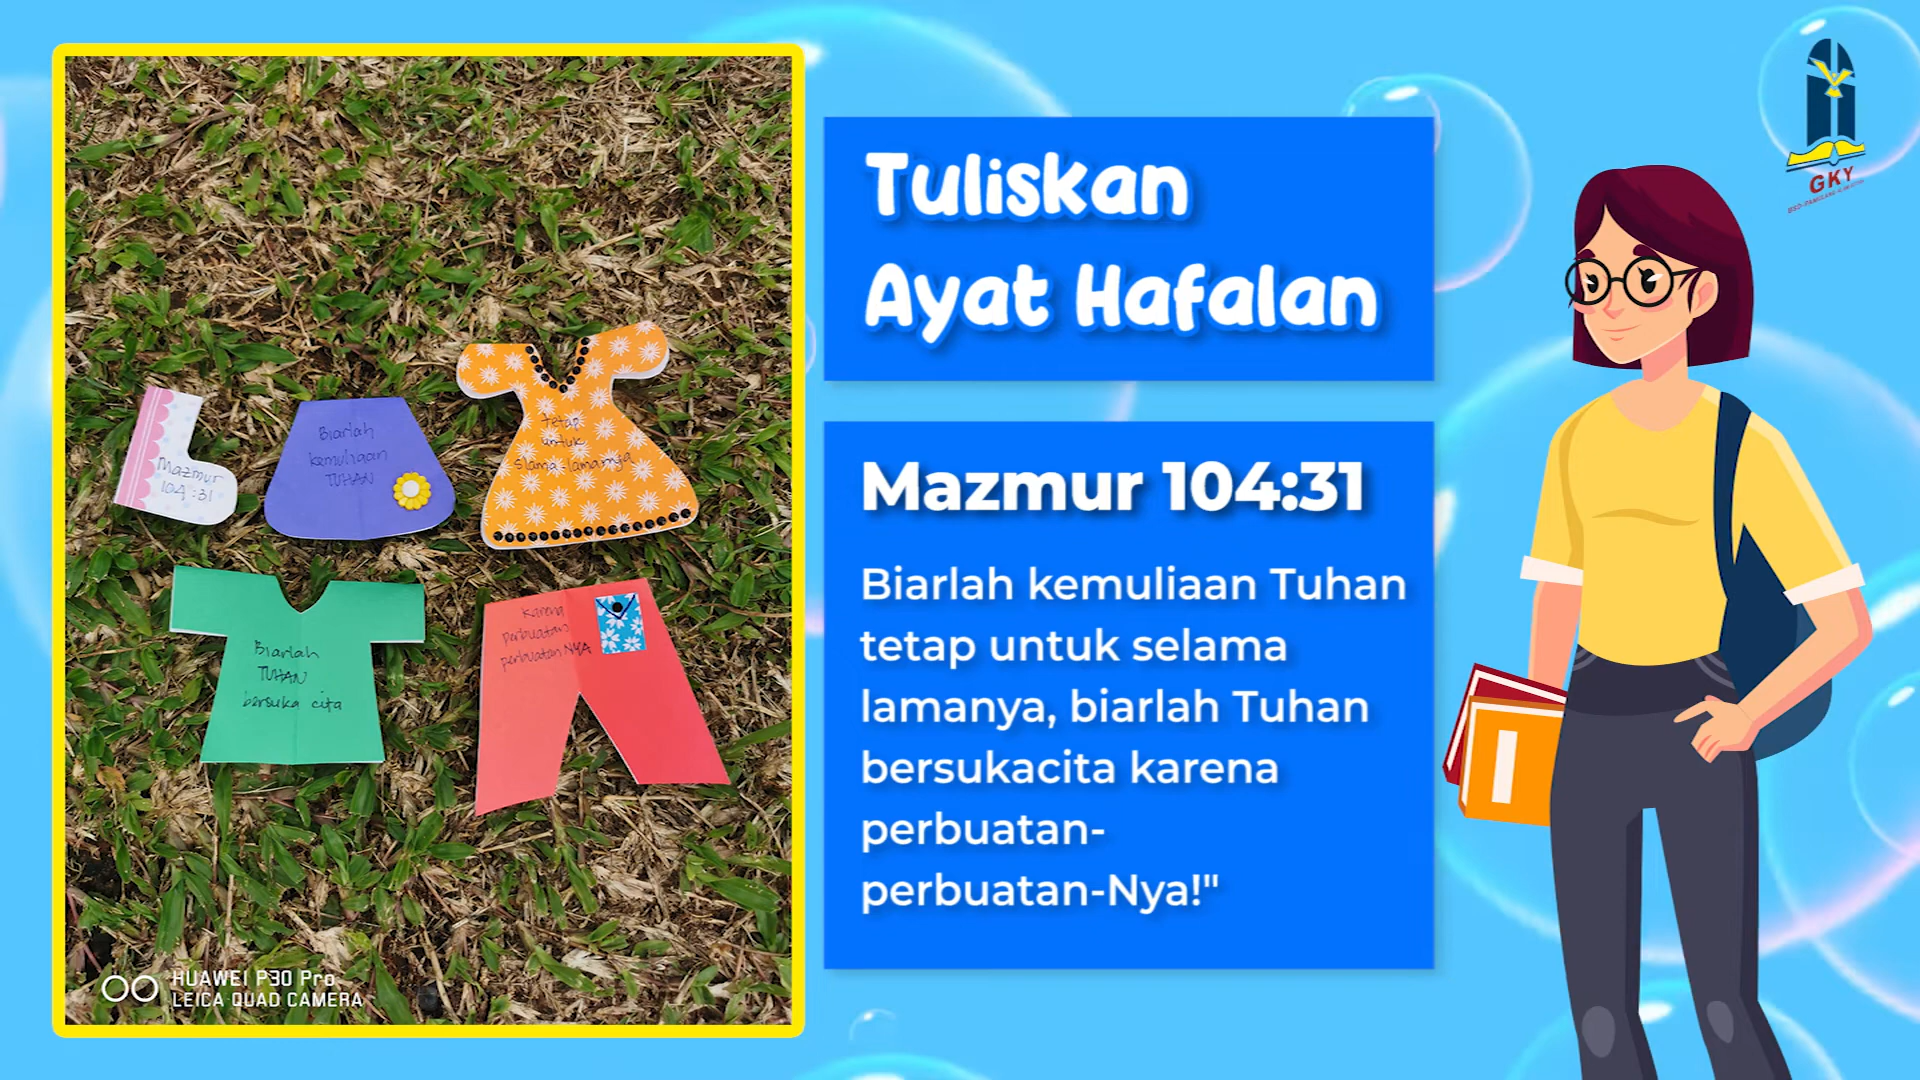 Mazmur
104:31
Biarlah
kemuliaan
TUHAN
tetap
untuk
slama-lamanya
Biarlah
TUHAN
bersuka cita
Karena
perbuatan
perbuatanNYA
HUAWEI P30 Pro
LEICA QUAD CAMERA
Tuliskan
Ayat Hafalan
Mazmur 104:31
Biarlah kemuliaan Tuhan
tetap untuk selama
lamanya, biarlah Tuhan
bersukacita karena
perbuatan-
perbuatan-Nya!"
GKY